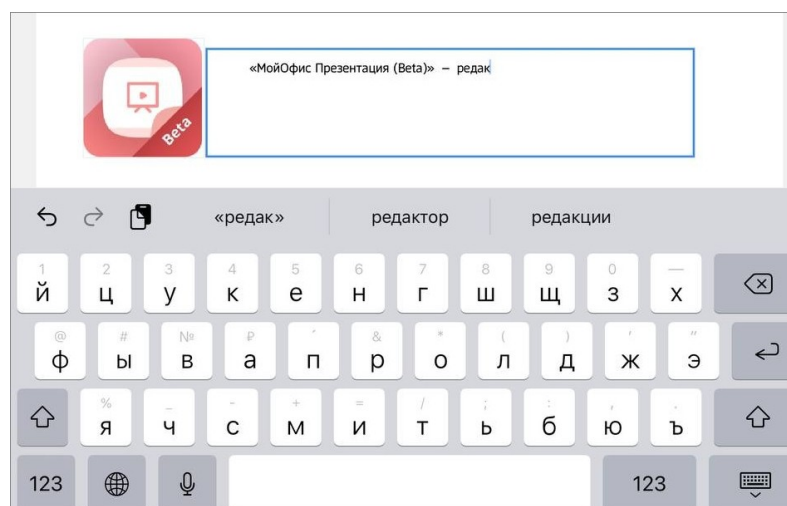 «МойОфис Презентация (Beta)» – редак
Beta
«редак» редактор редакции
1 2 3 4 5 6 7 8 9 0 —
й ц у к е н г ш щ з х
@ # № ₽ ´ & * ( ) ' "
ф ы в а п р о л д ж э
% _ - + = / ; : , .
я ч с м и т ь б ю ъ
123 123